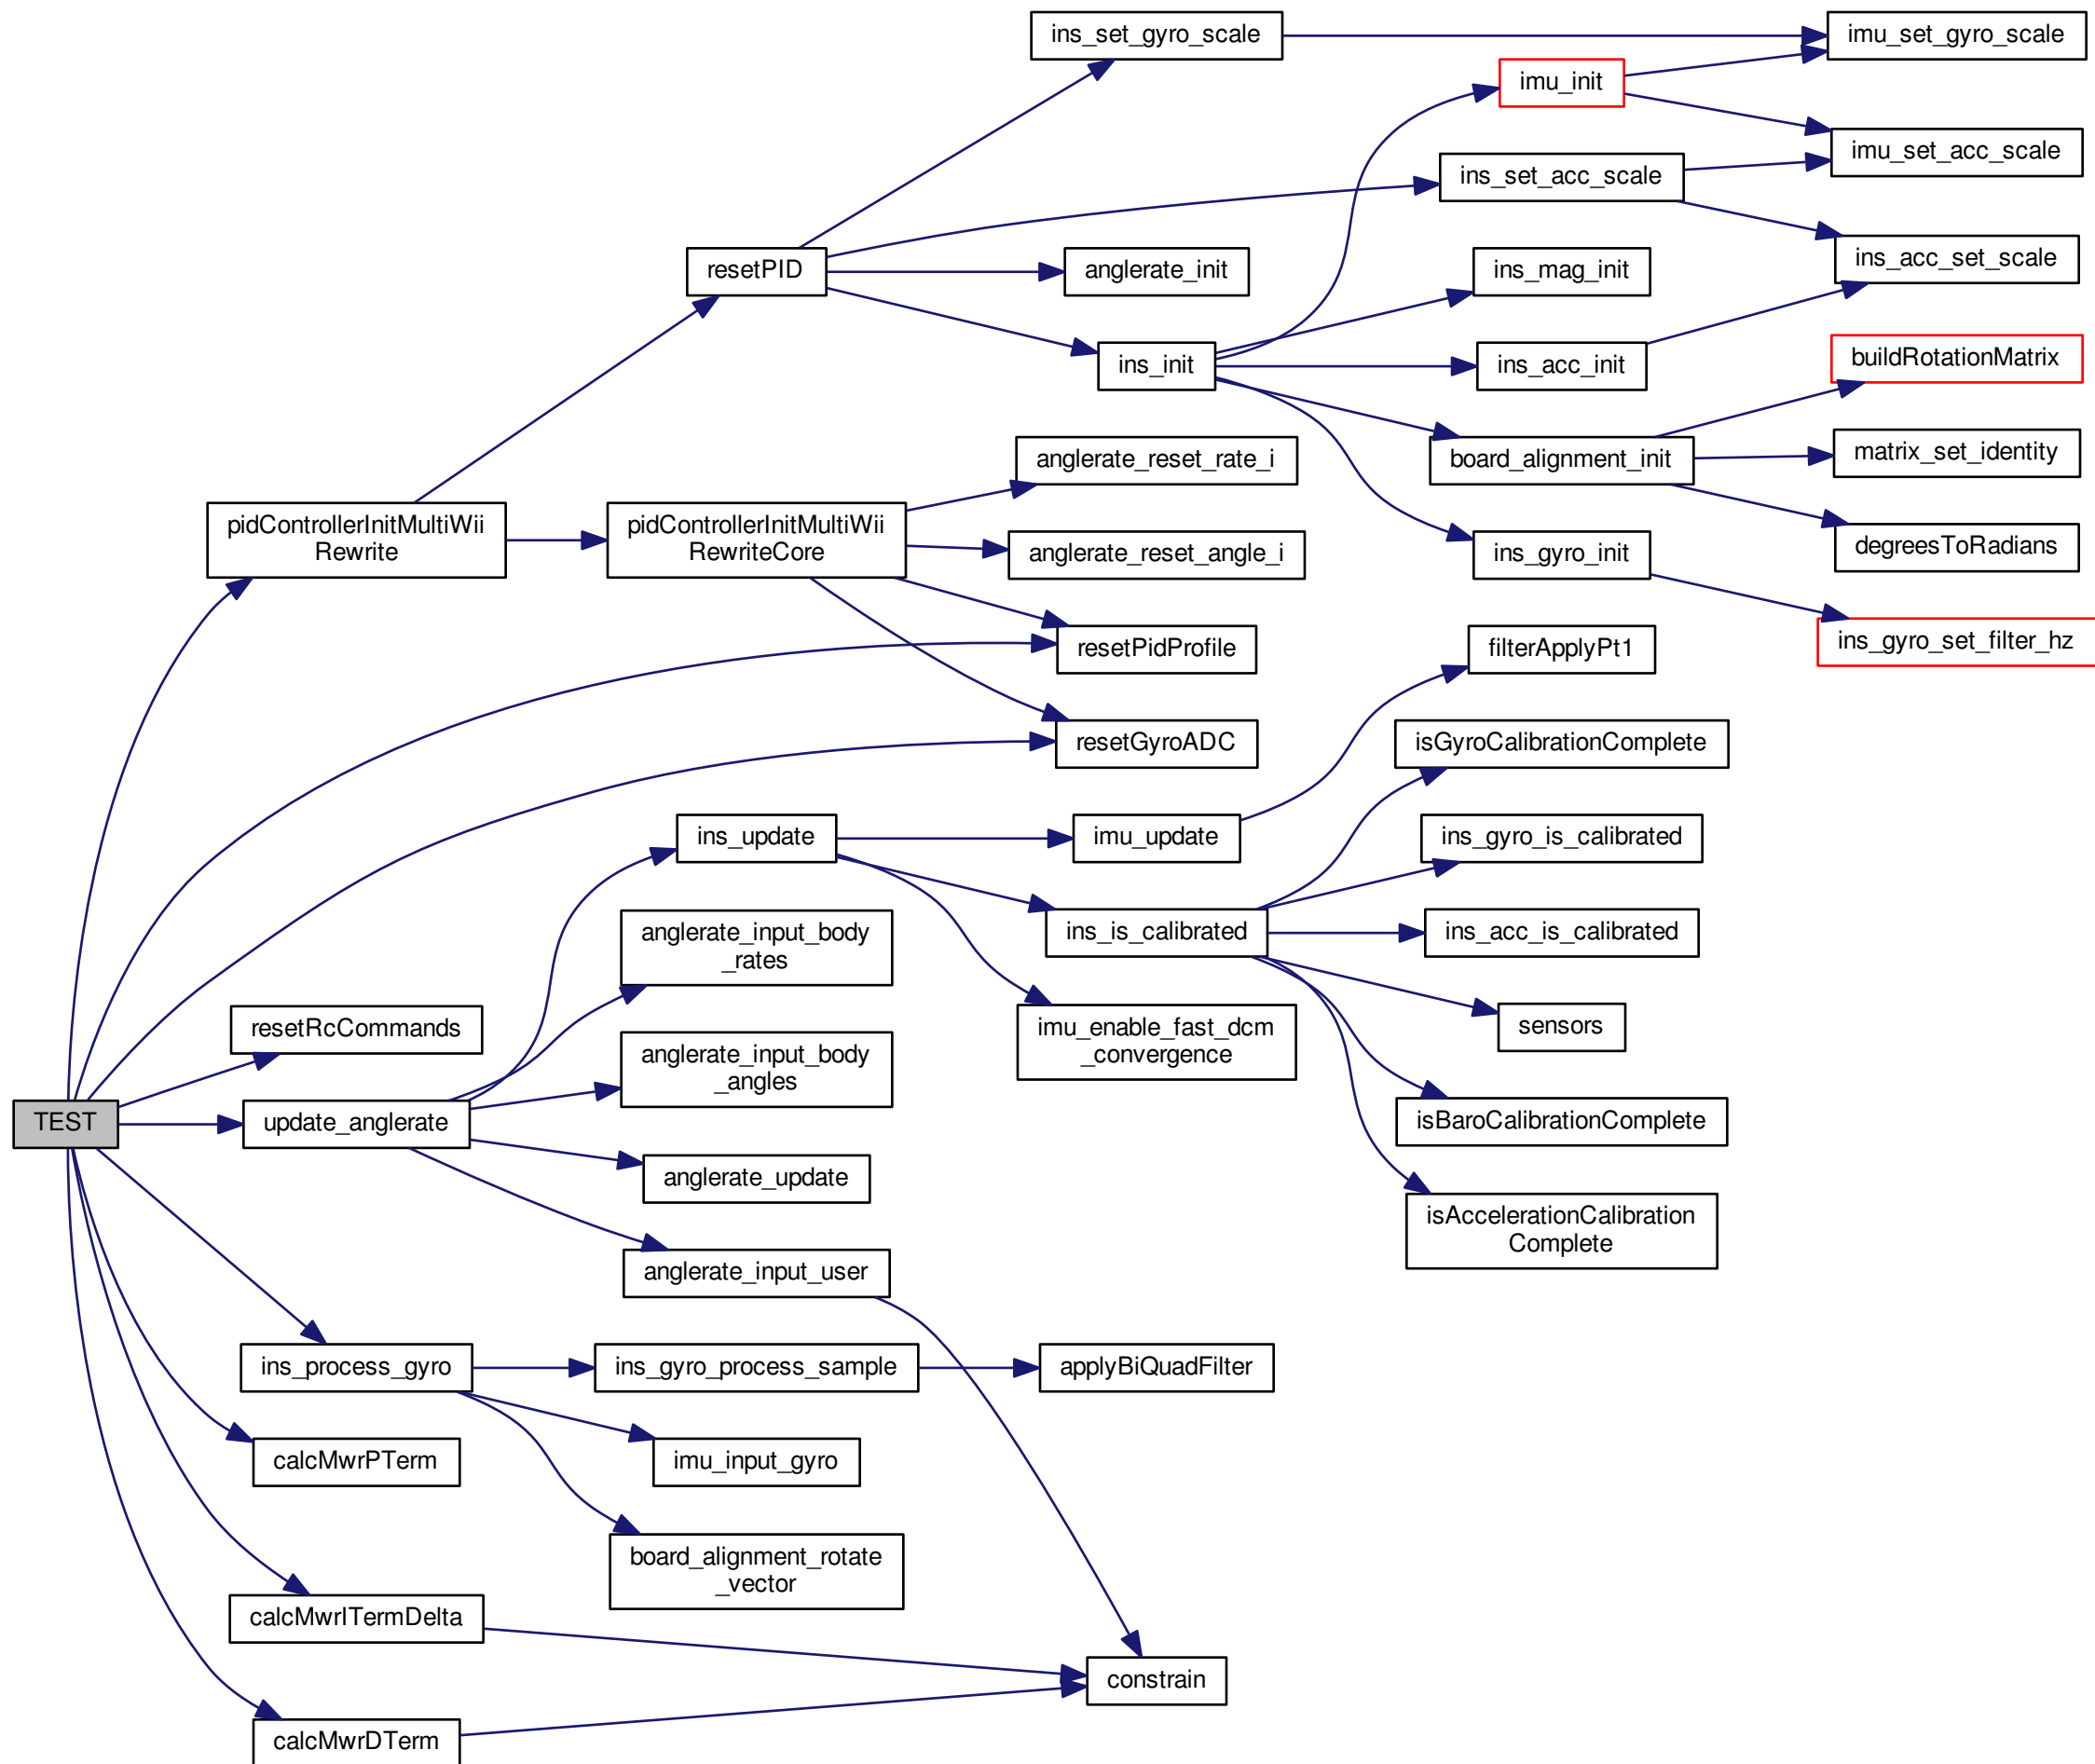 ins_set_gyro_scale
imu_set_gyro_scale
imu_init
imu_set_acc_scale
ins_set_acc_scale
ins_acc_set_scale
resetPID
anglerate_init
ins_mag_init
buildRotationMatrix
ins_init
ins_acc_init
anglerate_reset_rate_i
board_alignment_init
matrix_set_identity
pidControllerInitMultiWii
Rewrite
pidControllerInitMultiWii
RewriteCore
anglerate_reset_angle_i
ins_gyro_init
degreesToRadians
resetPidProfile
filterApplyPt1
ins_gyro_set_filter_hz
resetGyroADC
isGyroCalibrationComplete
ins_update
imu_update
ins_gyro_is_calibrated
anglerate_input_body
_rates
ins_is_calibrated
ins_acc_is_calibrated
resetRcCommands
anglerate_input_body
_angles
imu_enable_fast_dcm
_convergence
sensors
TEST
update_anglerate
isBaroCalibrationComplete
anglerate_update
isAccelerationCalibration
Complete
anglerate_input_user
ins_process_gyro
ins_gyro_process_sample
applyBiQuadFilter
calcMwrPTerm
imu_input_gyro
board_alignment_rotate
_vector
calcMwrITermDelta
constrain
calcMwrDTerm